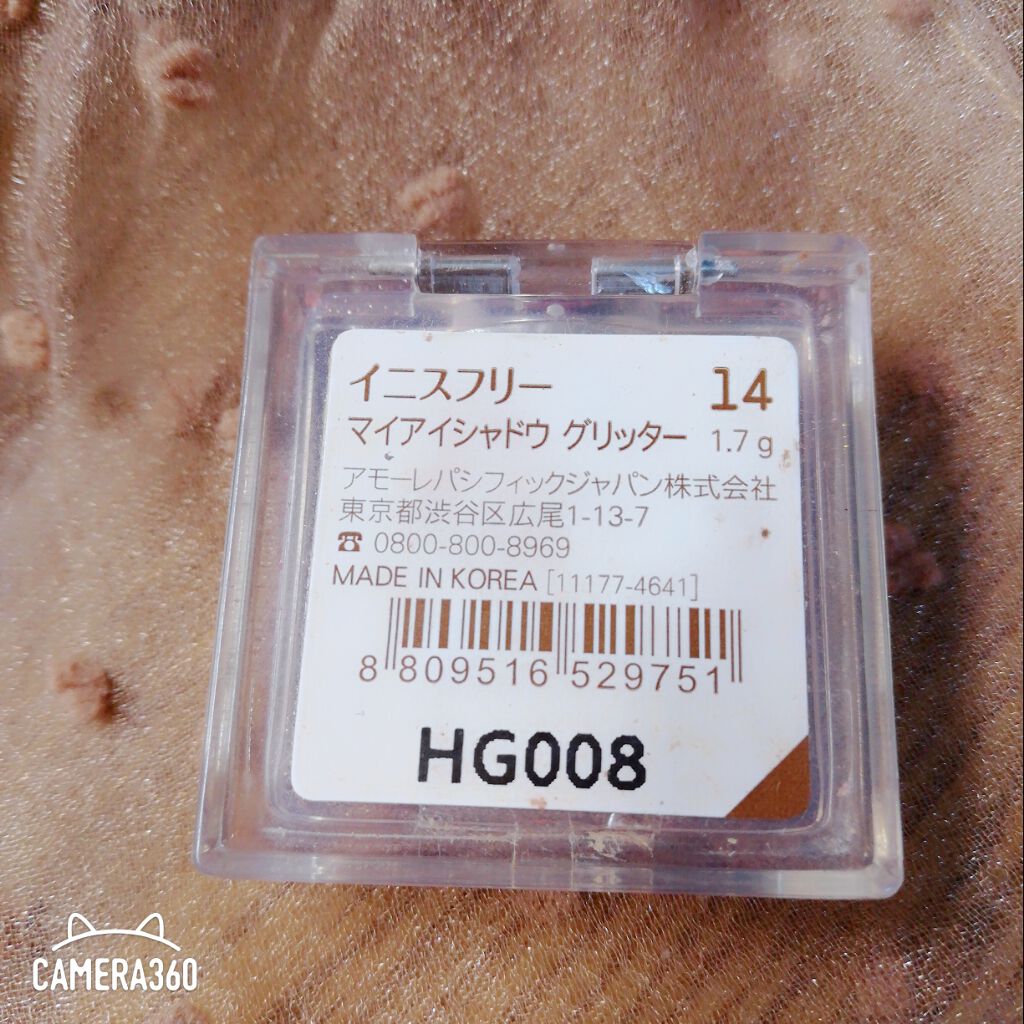 イニスフリー 14
マイアイシャドウ グリッター 1.7g
アモーレパシフィックジャパン株式会社
東京都渋谷区広尾1-13-7
☎ 0800-800-8969
MADE IN KOREA [11177-4641]
8 809516 529751
HG008
CAMERA360